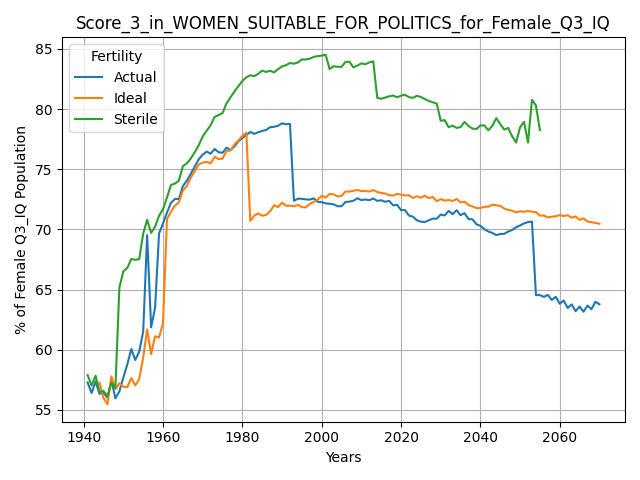 Score_3_in_WOMEN_SUITABLE_FOR_POLITICS_for_Female_Q3_IQ
Fertility
Actual
Ideal
Sterile
85
80
75
70
65
60
55
% of Female Q3_IQ Population
1940
1960
1980
2000
2020
2040
2060
Years